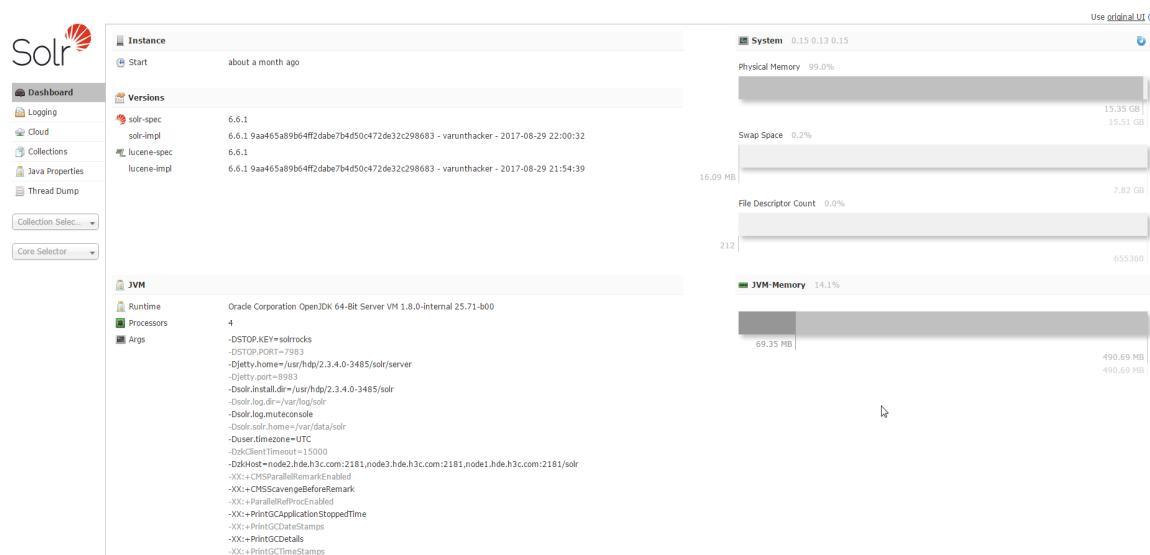 Use original UI (
Solr
Dashboard
Logging
Cloud
Collections
Java Properties
Thread Dump
Collection Selec...
Core Selector
Instance
Start about a month ago
Versions
solr-spec 6.6.1
solr-impl 6.6.1 9aa465a89b64ff2dabe7b4d50c472de32c298683 - varunthacker - 2017-08-29 22:00:32
lucene-spec 6.6.1
lucene-impl 6.6.1 9aa465a89b64ff2dabe7b4d50c472de32c298683 - varunthacker - 2017-08-29 21:54:39
System 0.15 0.13 0.15
Physical Memory 99.0%
15.35 GB
15.51 GB
Swap Space 0.2%
16.09 MB
7.82 GB
File Descriptor Count 0.0%
212
655360
JVM
Runtime Oracle Corporation OpenJDK 64-Bit Server VM 1.8.0-internal 25.71-b00
Processors 4
Args -DSTOP.KEY=solrrocks
-DSTOP.PORT=7983
-Djetty.home=/usr/hdp/2.3.4.0-3485/solr/server
-Djetty.port=8983
-Dsolr.install.dir=/usr/hdp/2.3.4.0-3485/solr
-Dsolr.log.dir=/var/log/solr
-Dsolr.log.muteconsole
-Dsolr.solr.home=/var/data/solr
-Duser.timezone=UTC
-DzkClientTimeout=15000
-DzkHost=node2.hde.h3c.com:2181,node3.hde.h3c.com:2181,node1.hde.h3c.com:2181/solr
-XX:+CMSParallelRemarkEnabled
-XX:+CMSScavengeBeforeRemark
-XX:+ParallelRefProcEnabled
-XX:+PrintGCApplicationStoppedTime
-XX:+PrintGCDateStamps
-XX:+PrintGCDetails
-XX:+PrintGCTimeStamps
JVM-Memory 14.1%
69.35 MB
490.69 MB
490.69 MB